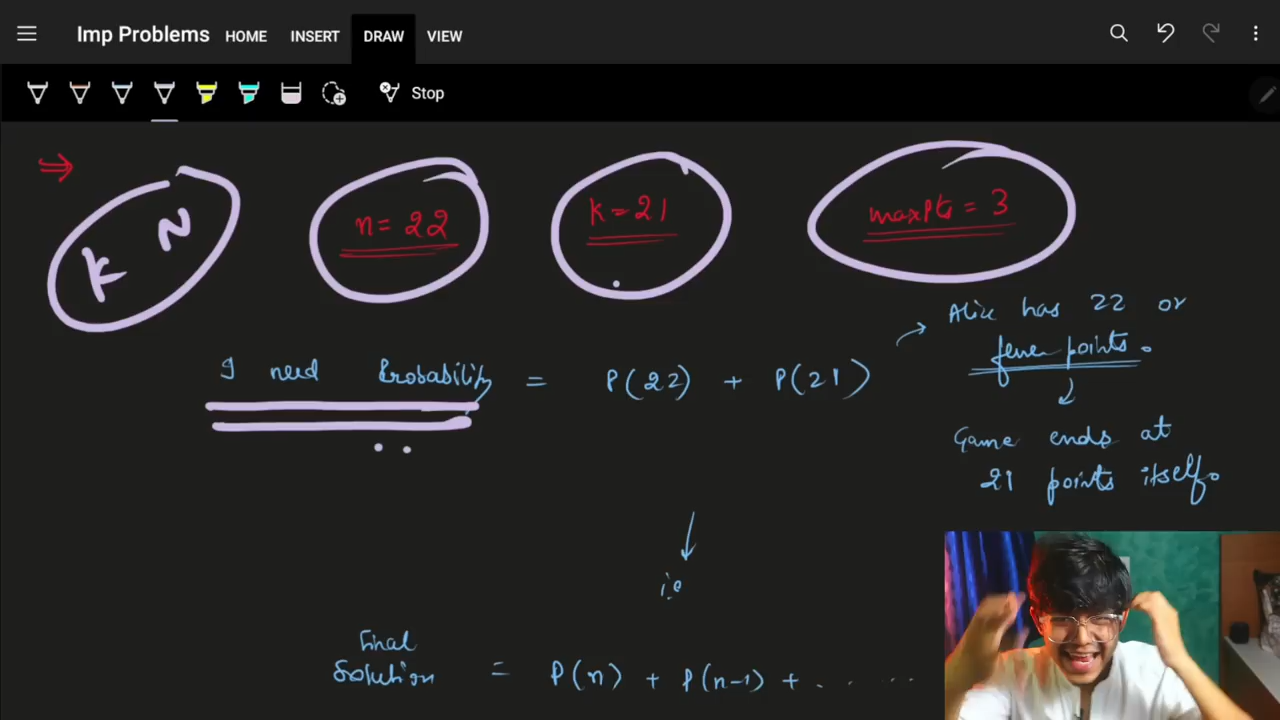 Imp Problems HOME INSERT DRAW VIEW
Stop
⇒
K N
n = 22
k = 21
maxPts = 3
Alice has 22 or
fewer points.
I need Probability = P(22) + P(21)
Game ends at
21 points itself.
i.e
Final
Solution = P(n) + P(n-1) + . . . . . .